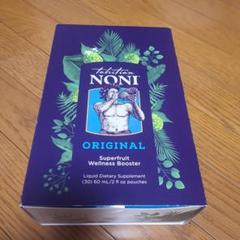 Tahitian
NONI
ORIGINAL
Superfruit
Wellness Booster
Liquid Dietary Supplement
(30) 60 mL/2 fl oz pouches